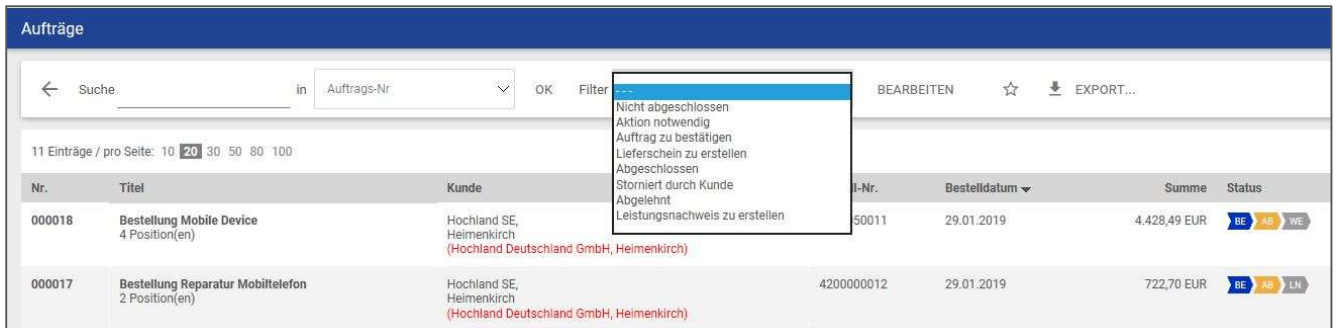 Aufträge
Suche in Auftrags-Nr OK Filter --- BEARBEITEN EXPORT...
Nicht abgeschlossen
Aktion notwendig
Auftrag zu bestätigen
Lieferschein zu erstellen
Abgeschlossen
Storniert durch Kunde
Abgelehnt
Leistungsnachweis zu erstellen
11 Einträge / pro Seite: 10 20 30 50 80 100
Nr. Titel Kunde l-Nr. Bestelldatum Summe Status
000018 Bestellung Mobile Device Hochland SE, 50011 29.01.2019 4.428,49 EUR BE AB WE
4 Position(en) Heimenkirch
(Hochland Deutschland GmbH, Heimenkirch)
000017 Bestellung Reparatur Mobiltelefon Hochland SE, 4200000012 29.01.2019 722,70 EUR BE AB LN
2 Position(en) Heimenkirch
(Hochland Deutschland GmbH, Heimenkirch)